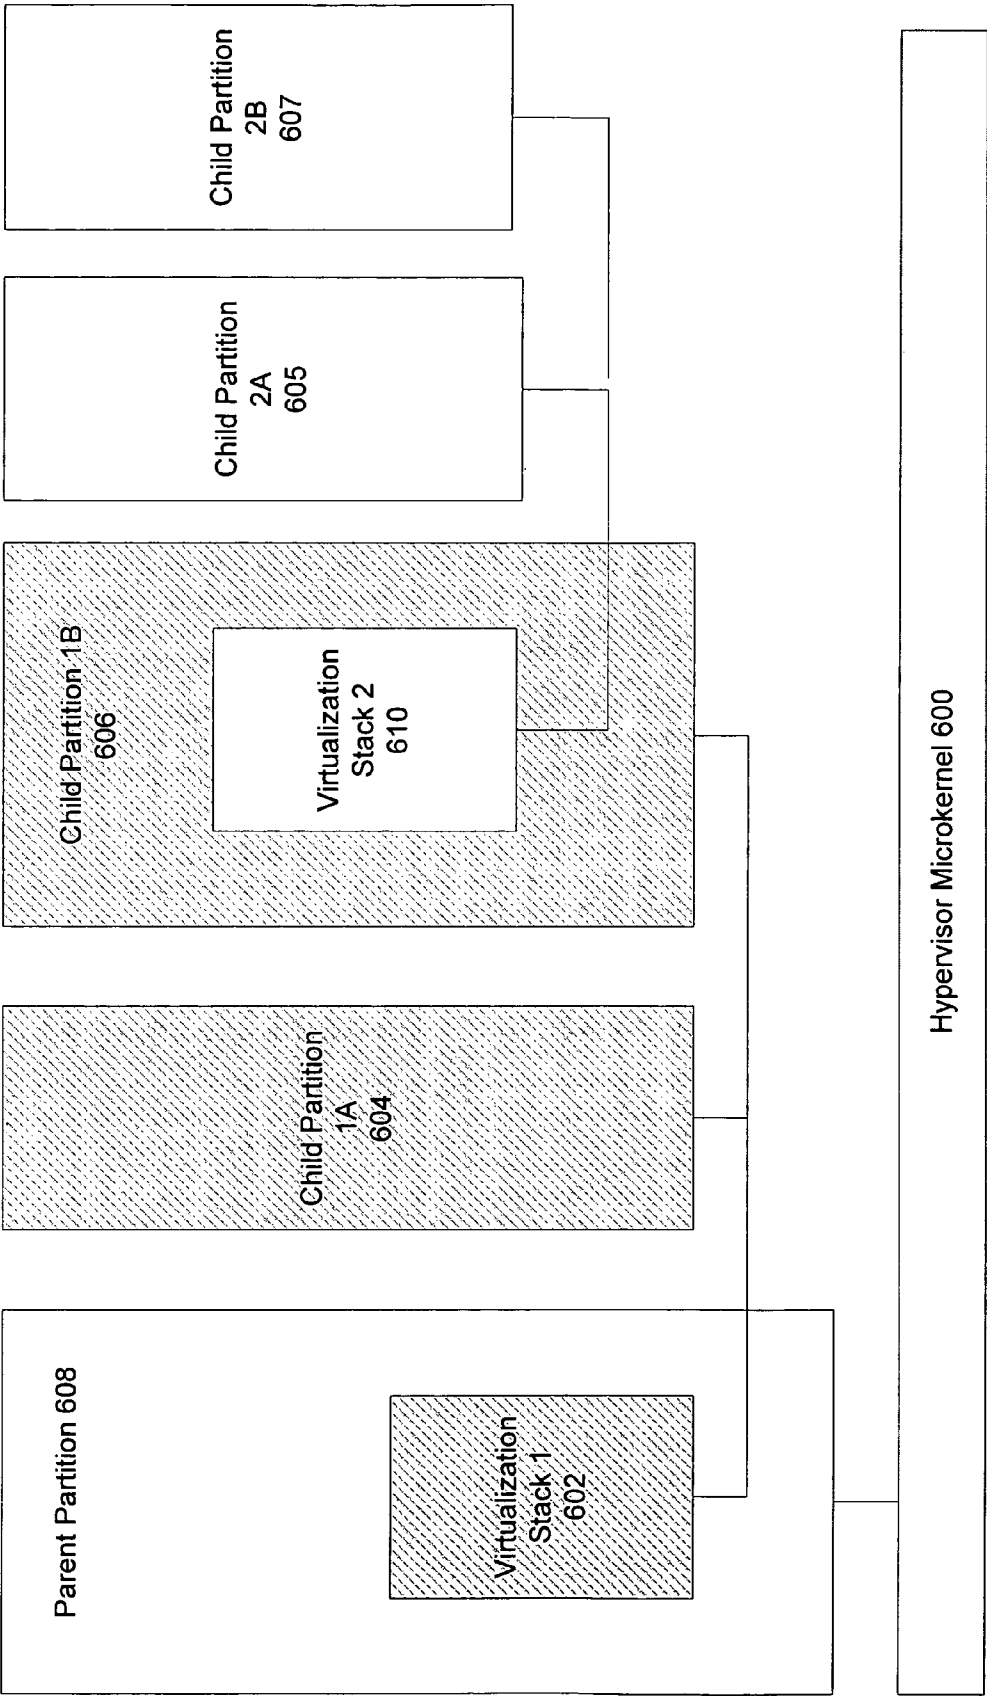 Parent Partition 608
Virtualization
Stack 1
602
Child Partition
1A
604
Child Partition 1B
606
Virtualization
Stack 2
610
Child Partition
2A
605
Child Partition
2B
607
Hypervisor Microkernel 600